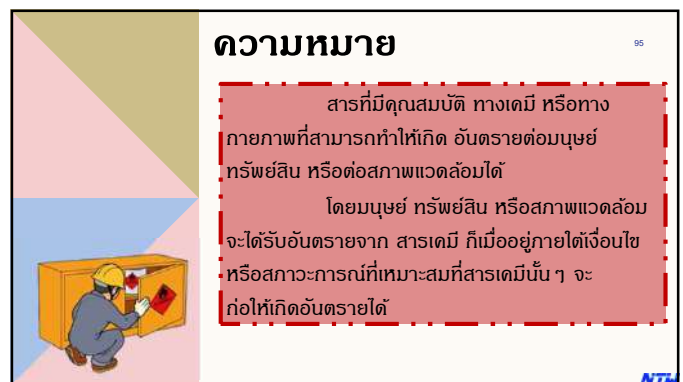 ความหมาย
95
สารที่มีคุณสมบัติ ทางเคมี หรือทาง
กายภาพที่สามารถทำให้เกิด อันตรายต่อมนุษย์
ทรัพย์สิน หรือต่อสภาพแวดล้อมได้
โดยมนุษย์ ทรัพย์สิน หรือสภาพแวดล้อม
จะได้รับอันตรายจาก สารเคมี ก็เมื่ออยู่ภายใต้เงื่อนไข
หรือสภาวะการณ์ที่เหมาะสมที่สารเคมีนั้น ๆ จะ
ก่อให้เกิดอันตรายได้